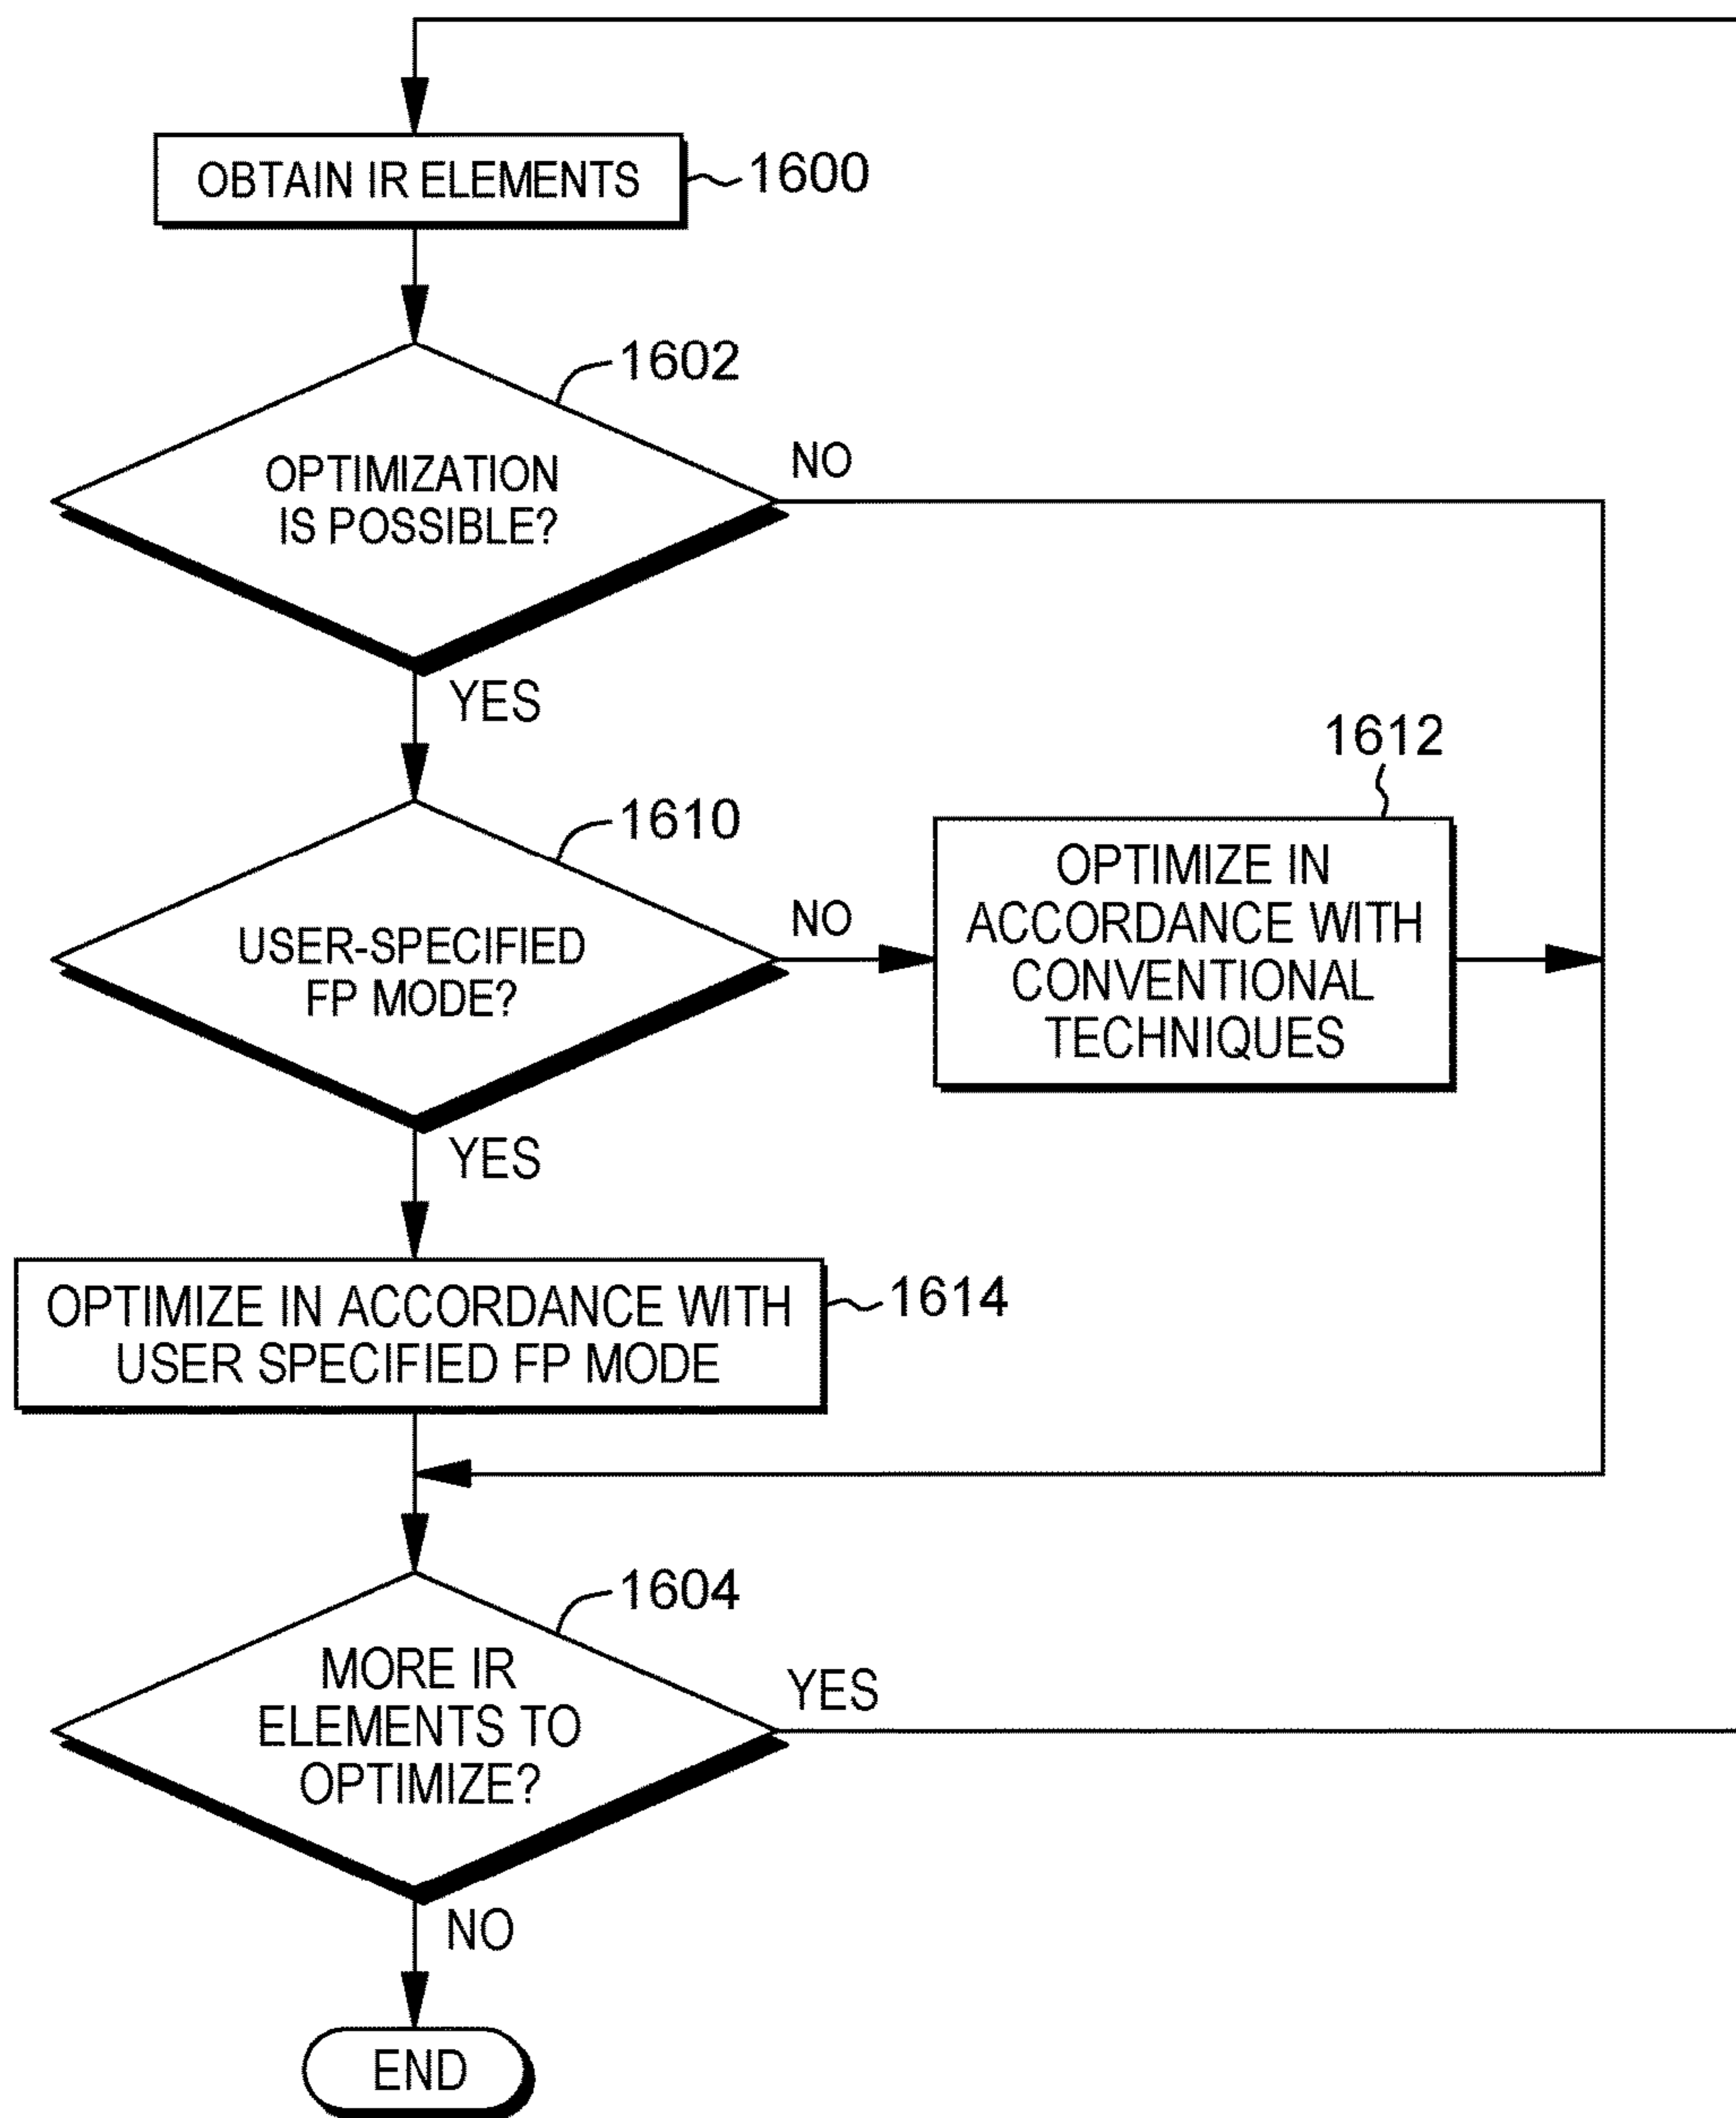 OBTAIN IR ELEMENTS
1600
1602
OPTIMIZATION
IS POSSIBLE?
NO
YES
1610
USER-SPECIFIED
FP MODE?
NO
1612
OPTIMIZE IN
ACCORDANCE WITH
CONVENTIONAL
TECHNIQUES
YES
OPTIMIZE IN ACCORDANCE WITH
USER SPECIFIED FP MODE
1614
1604
MORE IR
ELEMENTS TO
OPTIMIZE?
YES
NO
END